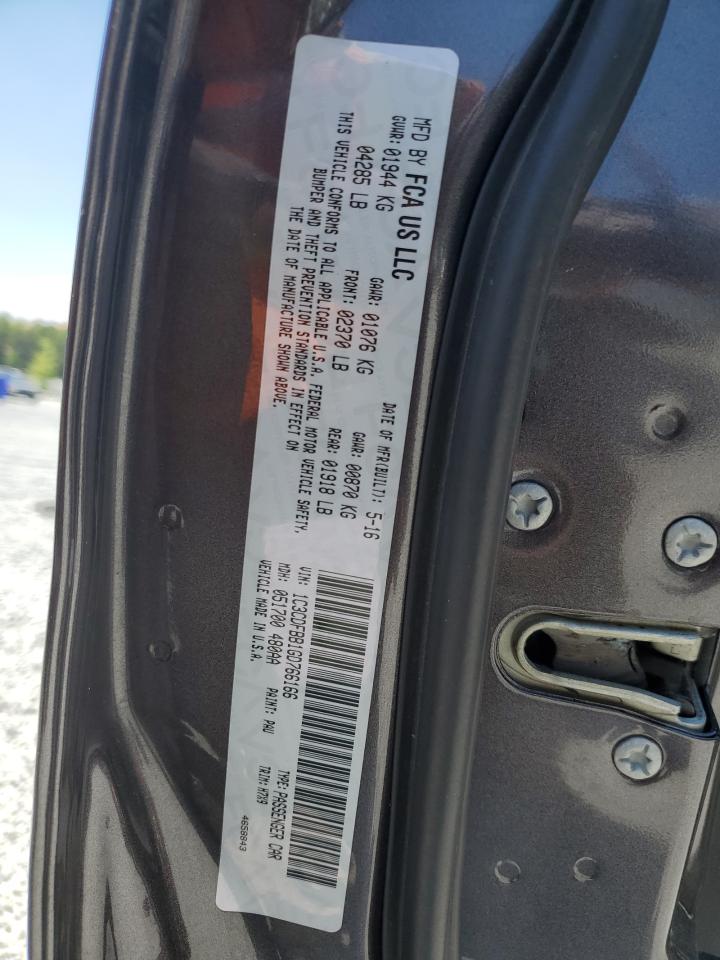 MFD BY FCA US LLC
DATE OF MFR(BUILT): 5-16
GVWR: 01944 KG GAWR: 01076 KG GAWR: 00870 KG
04285 LB FRONT: 02370 LB REAR: 01918 LB
THIS VEHICLE CONFORMS TO ALL APPLICABLE U.S.A. FEDERAL MOTOR VEHICLE SAFETY,
BUMPER AND THEFT PREVENTION STANDARDS IN EFFECT ON
THE DATE OF MANUFACTURE SHOWN ABOVE.
VIN: 1C3CDFBB1GD766166 TYPE: PASSENGER CAR
MDH: 051700 480AA PAINT: PAU TRIM: H7X9
VEHICLE MADE IN U.S.A. 4658843